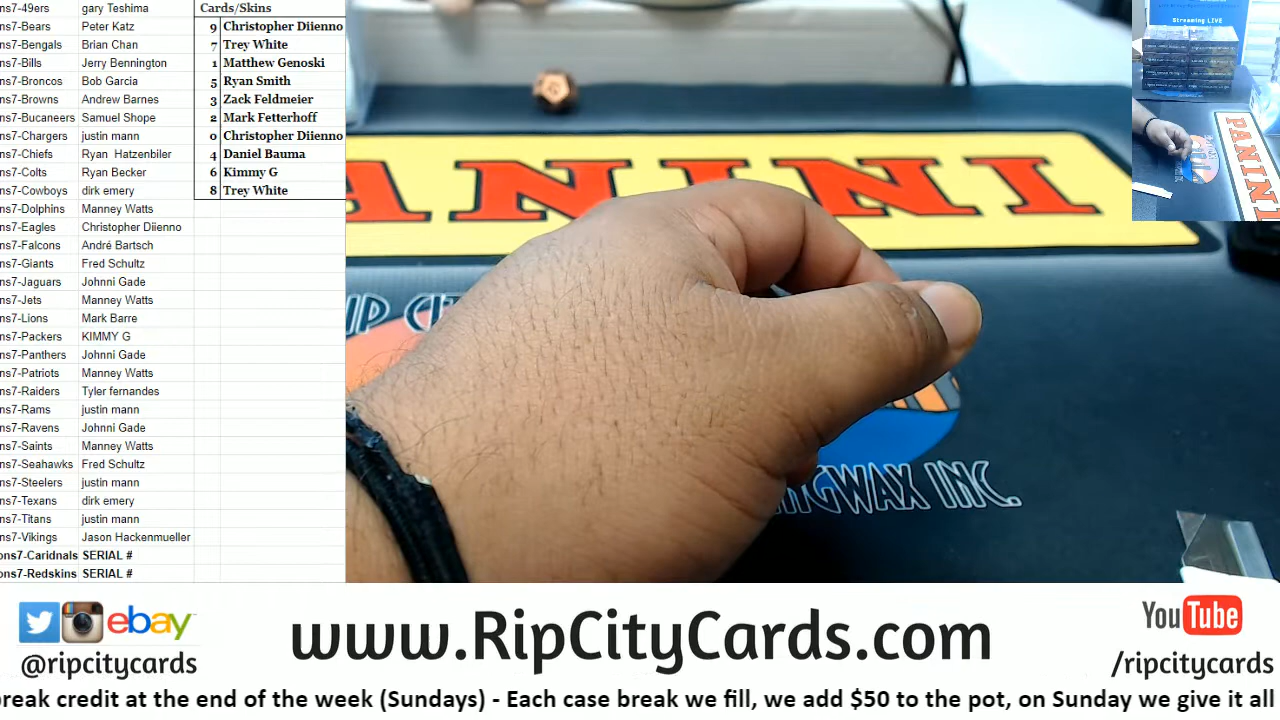 ns7-49ers gary Teshima
ns7-Bears Peter Katz
ns7-Bengals Brian Chan
ns7-Bills Jerry Bennington
ns7-Broncos Bob Garcia
ns7-Browns Andrew Barnes
ns7-Bucaneers Samuel Shope
ns7-Chargers justin mann
ns7-Chiefs Ryan Hatzenbiler
ns7-Colts Ryan Becker
ns7-Cowboys dirk emery
ns7-Dolphins Manney Watts
ns7-Eagles Christopher Diienno
ns7-Falcons André Bartsch
ns7-Giants Fred Schultz
ns7-Jaguars Johnni Gade
ns7-Jets Manney Watts
ns7-Lions Mark Barre
ns7-Packers KIMMY G
ns7-Panthers Johnni Gade
ns7-Patriots Manney Watts
ns7-Raiders Tyler fernandes
ns7-Rams justin mann
ns7-Ravens Johnni Gade
ns7-Saints Manney Watts
ns7-Seahawks Fred Schultz
ns7-Steelers justin mann
ns7-Texans dirk emery
ns7-Titans justin mann
ns7-Vikings Jason Hackenmueller
ons7-Caridnals SERIAL #
ons7-Redskins SERIAL #
Cards/Skins
9 Christopher Diienno
7 Trey White
1 Matthew Genoski
5 Ryan Smith
3 Zack Feldmeier
2 Mark Fetterhoff
0 Christopher Diienno
4 Daniel Bauma
6 Kimmy G
8 Trey White
ANINI
RIP CIT
INGWAX INC.
Streaming LIVE
PANINI
ebay
@ripcitycards
www.RipCityCards.com
YouTube
/ripcitycards
break credit at the end of the week (Sundays) - Each case break we fill, we add $50 to the pot, on Sunday we give it all